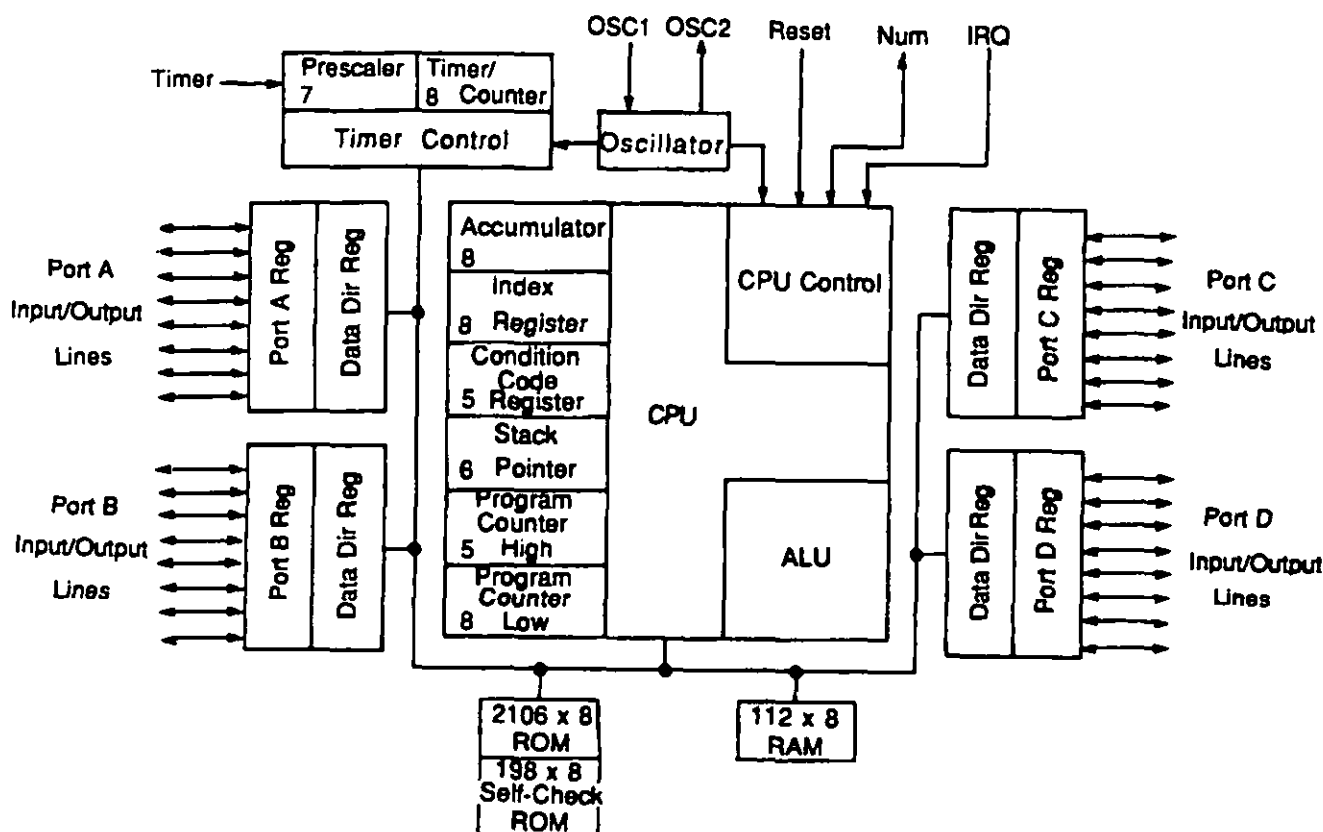 OSC1 OSC2 Reset Num IRQ
Timer
Prescaler
7
Timer/
8 Counter
Timer Control
Oscillator
Port A
Input/Output
Lines
Port A Reg
Data Dir Reg
Port B
Input/Output
Lines
Port B Reg
Data Dir Reg
Accumulator
8
Index
8 Register
Condition
Code
5 Register
Stack
6 Pointer
Program
Counter
5 High
Program
Counter
8 Low
CPU
CPU Control
ALU
Data Dir Reg
Port C Reg
Port C
Input/Output
Lines
Data Dir Reg
Port D Reg
Port D
Input/Output
Lines
2106 x 8
ROM
198 x 8
Self-Check
ROM
112 x 8
RAM